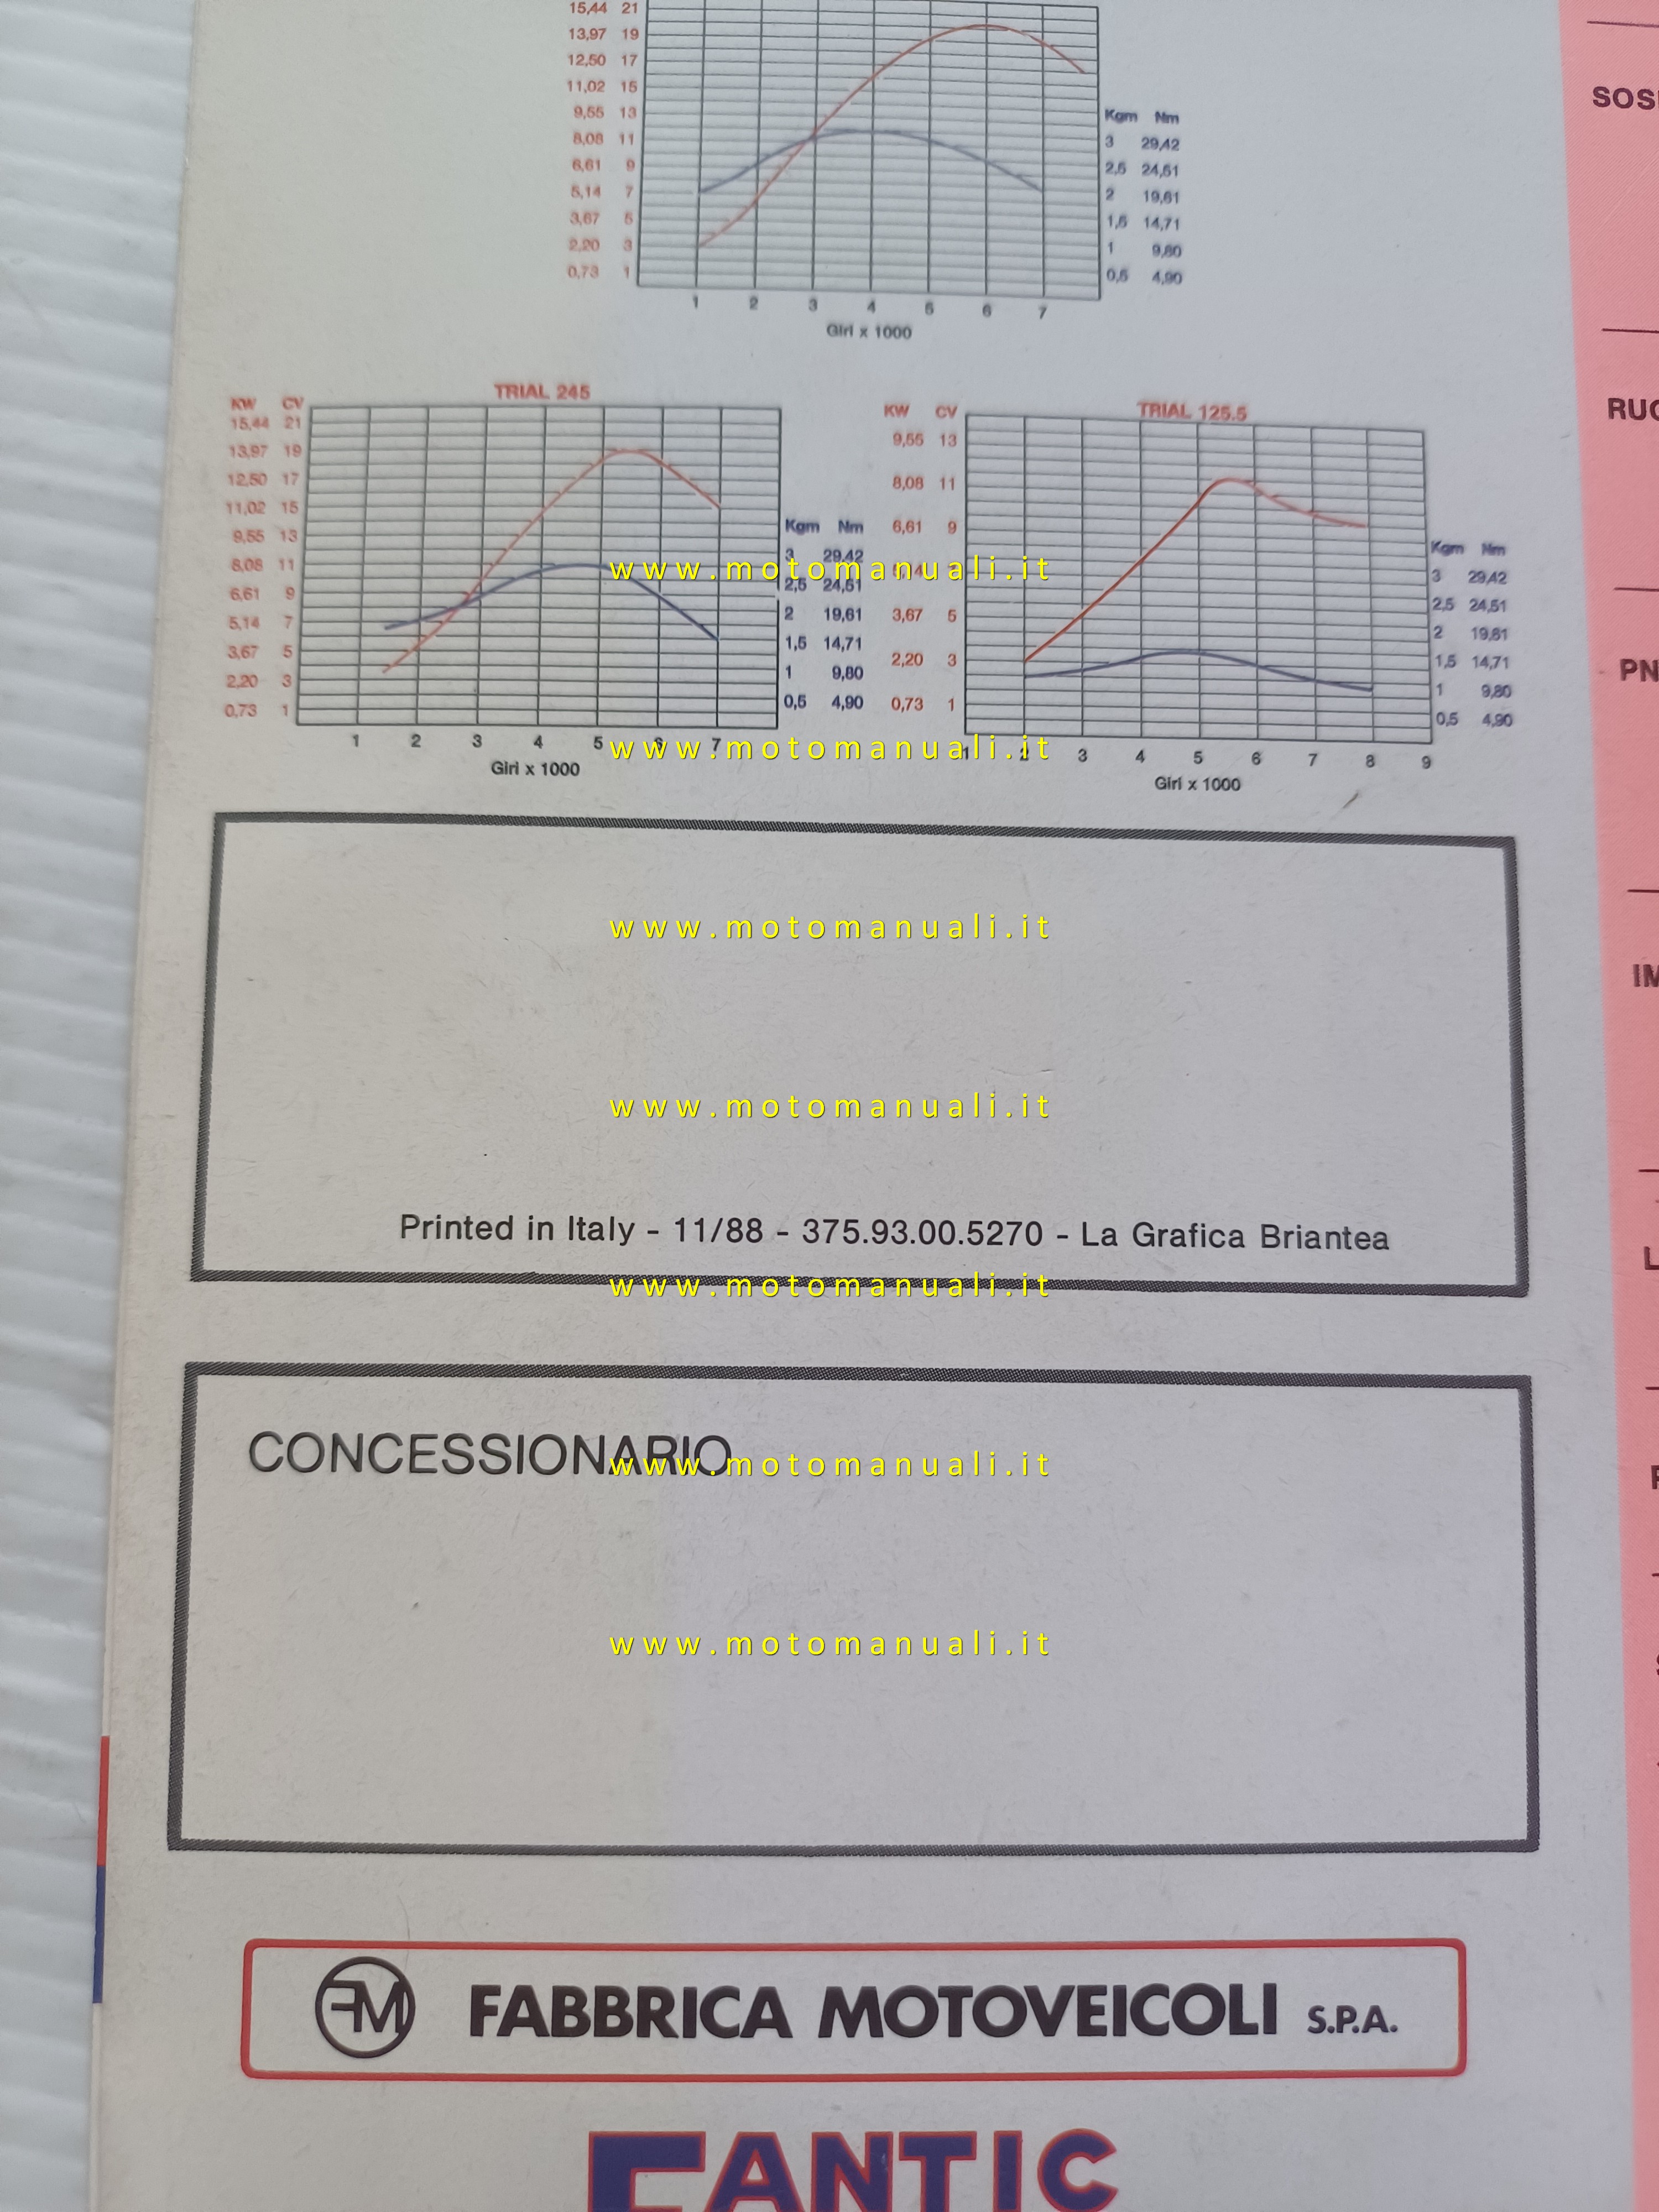 15,44 21
13,97 19
12,50 17
11,02 15
9,55 13
8,08 11
6,61 9
5,14 7
3,67 5
2,20 3
0,73 1
Kgm Nm
3 29,42
2,5 24,51
2 19,61
1,5 14,71
1 9,80
0,5 4,90
1 2 3 4 5 6 7
Giri x 1000
TRIAL 245
KW CV
15,44 21
13,97 19
12,50 17
11,02 15
9,55 13
8,08 11
6,61 9
5,14 7
3,67 5
2,20 3
0,73 1
Kgm Nm
3 29,42
2,5 24,51
2 19,61
1,5 14,71
1 9,80
0,5 4,90
1 2 3 4 5 6 7
Giri x 1000
TRIAL 125.5
KW CV
9,55 13
8,08 11
6,61 9
3,67 5
2,20 3
0,73 1
Kgm Nm
3 29,42
2,5 24,51
2 19,61
1,5 14,71
1 9,80
0,5 4,90
1 2 3 4 5 6 7 8 9
Giri x 1000
www.motomanuali.it
www.motomanuali.it
www.motomanuali.it
www.motomanuali.it
Printed in Italy - 11/88 - 375.93.00.5270 - La Grafica Briantea
www.motomanuali.it
CONCESSIONARIO
www.motomanuali.it
www.motomanuali.it
FM FABBRICA MOTOVEICOLI S.P.A.
FANTIC